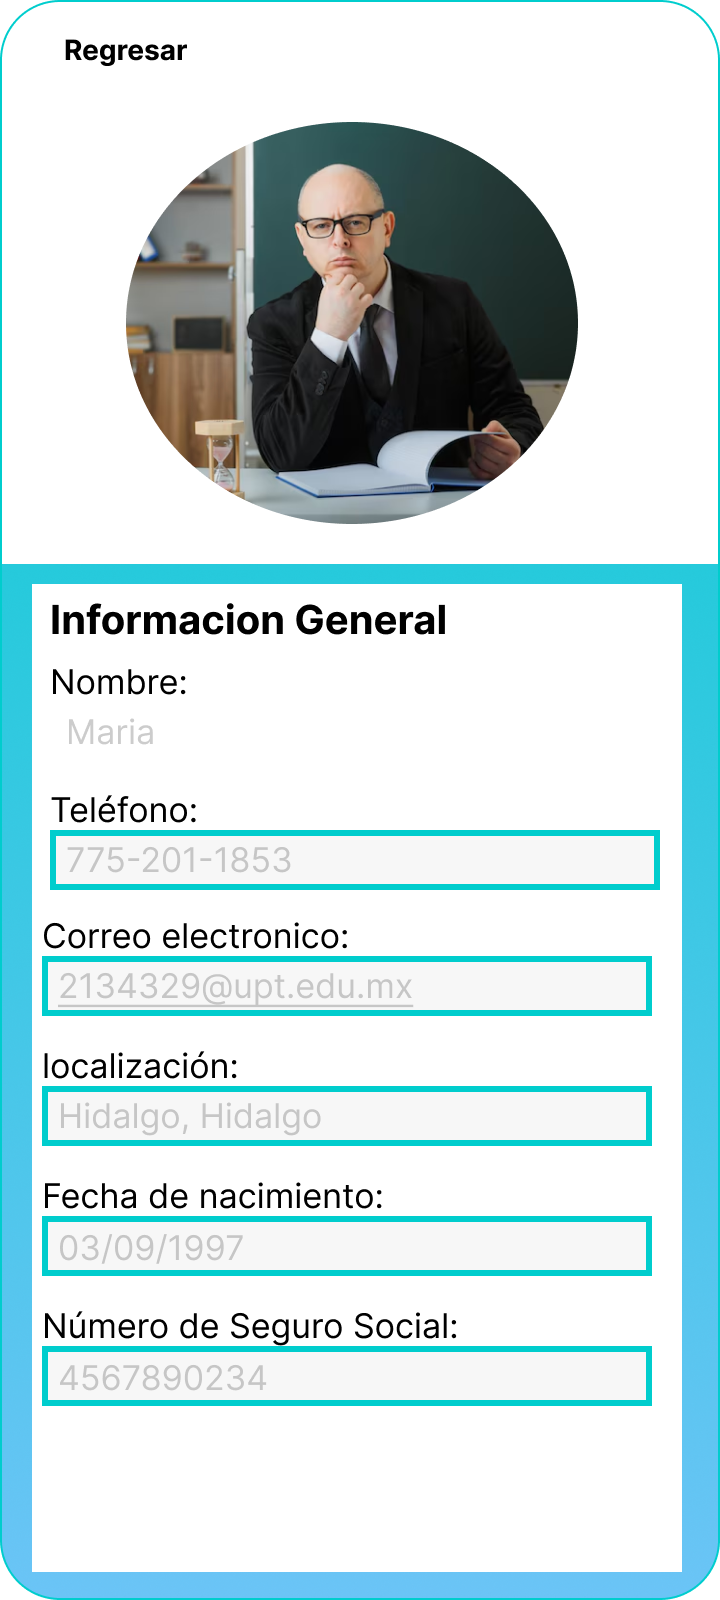 Regresar
Informacion General
Nombre:
Maria
Teléfono:
775-201-1853
Correo electronico:
2134329@upt.edu.mx
localización:
Hidalgo, Hidalgo
Fecha de nacimiento:
03/09/1997
Número de Seguro Social:
4567890234